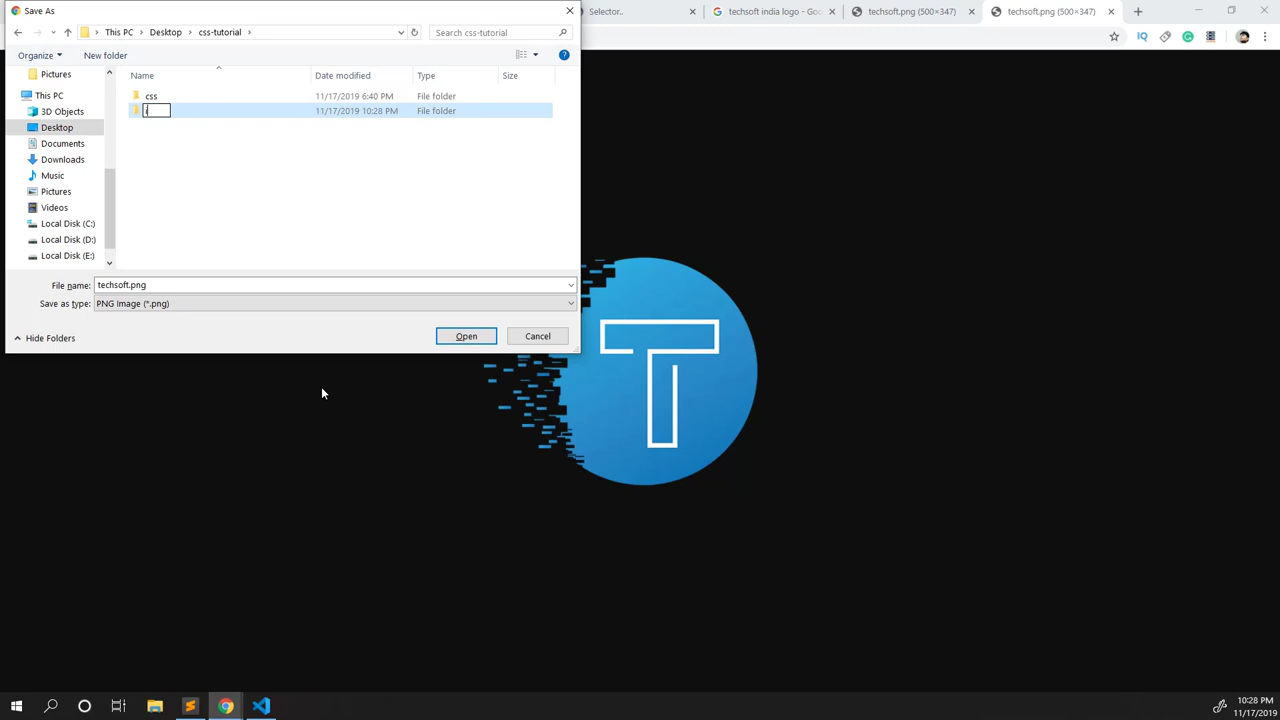 Save As
Selector..
techsoft india logo - Goo
techsoft.png (500×347)
techsoft.png (500×347)
This PC
Desktop
css-tutorial
Search css-tutorial
Organize
New folder
IQ
Pictures
Name
Date modified
Type
Size
This PC
css
11/17/2019 6:40 PM
File folder
3D Objects
i
11/17/2019 10:28 PM
File folder
Desktop
Documents
Downloads
Music
Pictures
Videos
Local Disk (C:)
Local Disk (D:)
Local Disk (E:)
File name:
techsoft.png
Save as type:
PNG Image (*.png)
Hide Folders
Open
Cancel
T
10:28 PM
11/17/2019